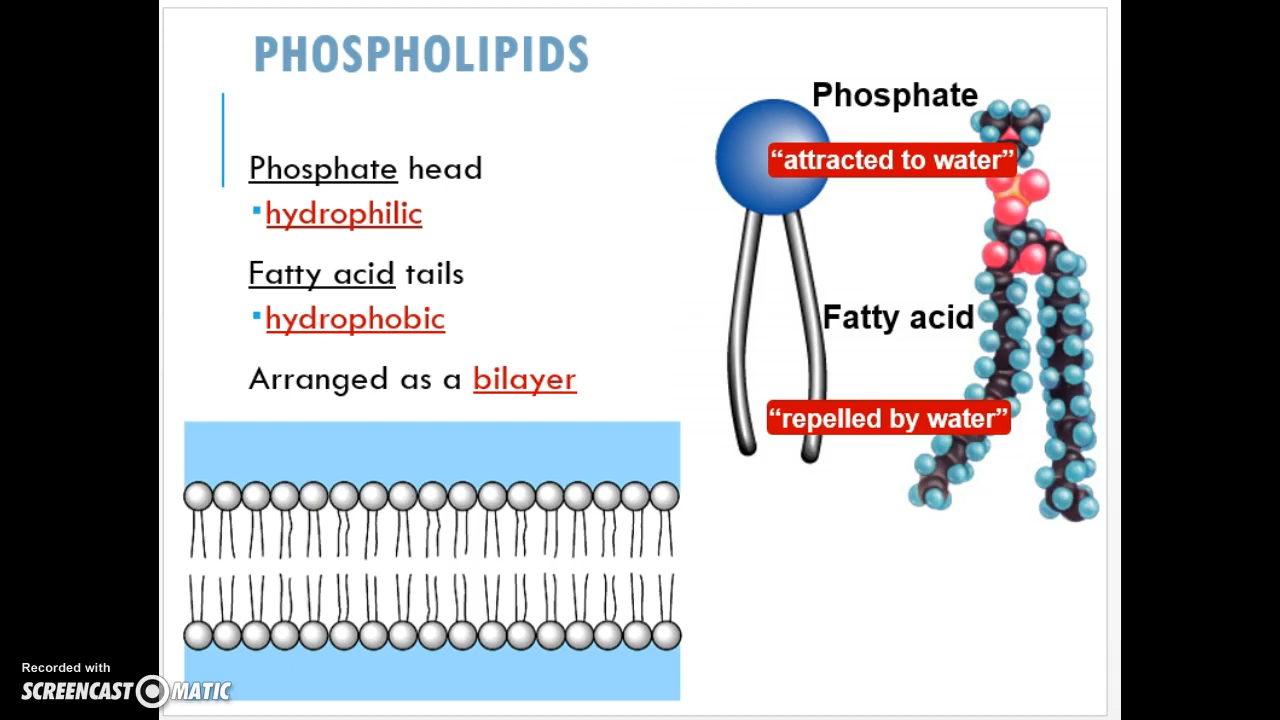 PHOSPHOLIPIDS
Phosphate head
▪hydrophilic
Fatty acid tails
▪hydrophobic
Arranged as a bilayer
Phosphate
“attracted to water”
Fatty acid
“repelled by water”
Recorded with
SCREENCAST MATIC